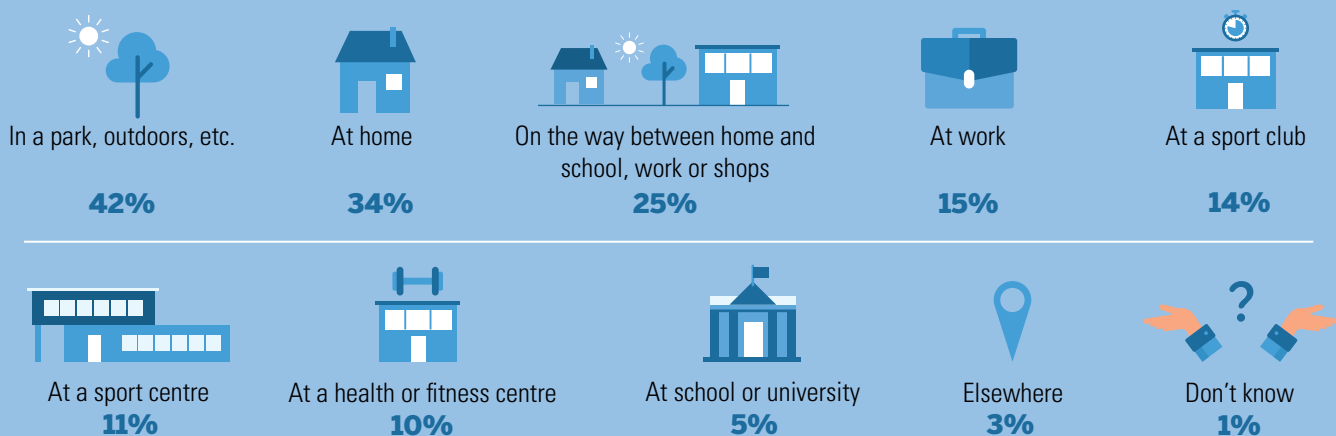 In a park, outdoors, etc.
42%
At home
34%
On the way between home and
school, work or shops
25%
At work
15%
At a sport club
14%
At a sport centre
11%
At a health or fitness centre
10%
At school or university
5%
Elsewhere
3%
?
Don't know
1%